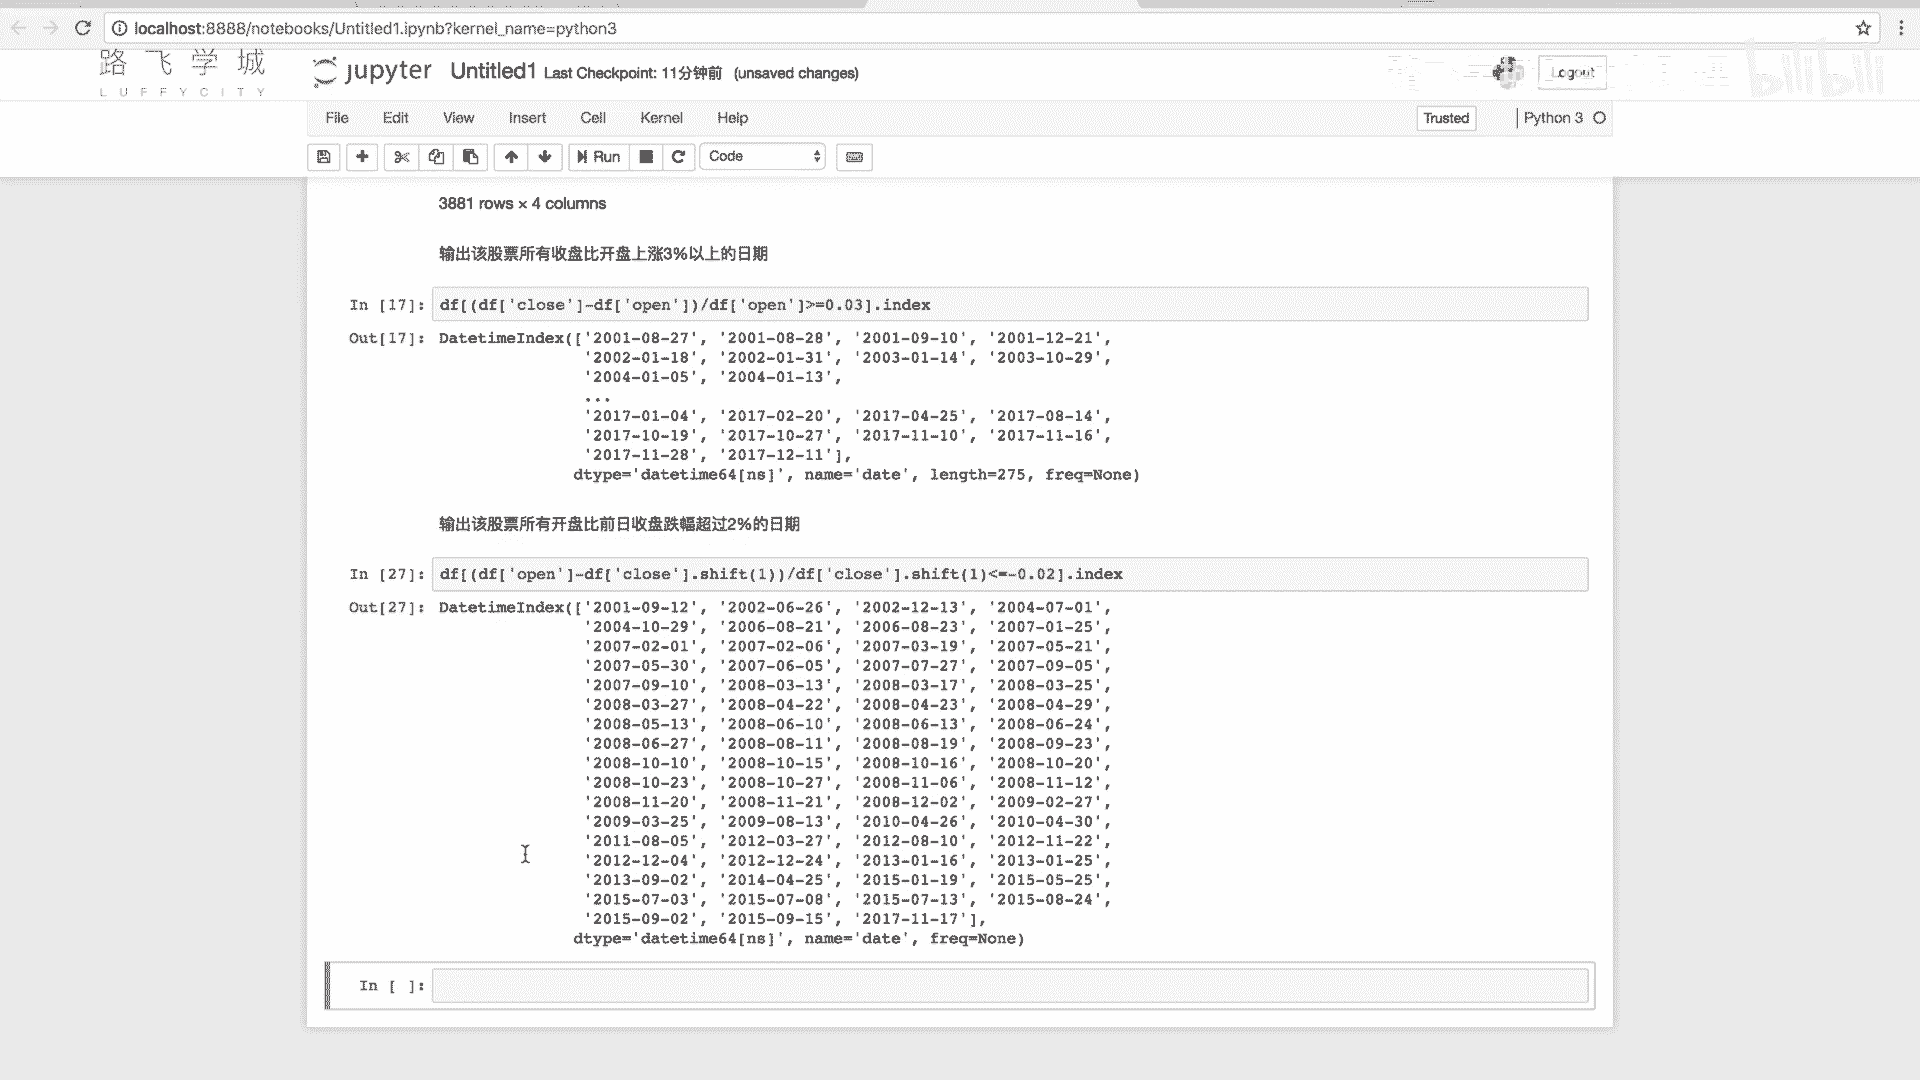 localhost:8888/notebooks/Untitled1.ipynb?kernel_name=python3
路飞学城
LUFFYCITY
jupyter Untitled1 Last Checkpoint: 11分钟前 (unsaved changes)
Logout
bilibili
File Edit View Insert Cell Kernel Help
Trusted
Python 3
Run
Code
3881 rows × 4 columns
输出该股票所有收盘比开盘上涨3%以上的日期
In [17]: df[(df['close']-df['open'])/df['open']>=0.03].index
Out[17]: DatetimeIndex(['2001-08-27', '2001-08-28', '2001-09-10', '2001-12-21',
'2002-01-18', '2002-01-31', '2003-01-14', '2003-10-29',
'2004-01-05', '2004-01-13',
...
'2017-01-04', '2017-02-20', '2017-04-25', '2017-08-14',
'2017-10-19', '2017-10-27', '2017-11-10', '2017-11-16',
'2017-11-28', '2017-12-11'],
dtype='datetime64[ns]', name='date', length=275, freq=None)
输出该股票所有开盘比前日收盘跌幅超过2%的日期
In [27]: df[(df['open']-df['close'].shift(1))/df['close'].shift(1)<=-0.02].index
Out[27]: DatetimeIndex(['2001-09-12', '2002-06-26', '2002-12-13', '2004-07-01',
'2004-10-29', '2006-08-21', '2006-08-23', '2007-01-25',
'2007-02-01', '2007-02-06', '2007-03-19', '2007-05-21',
'2007-05-30', '2007-06-05', '2007-07-27', '2007-09-05',
'2007-09-10', '2008-03-13', '2008-03-17', '2008-03-25',
'2008-03-27', '2008-04-22', '2008-04-23', '2008-04-29',
'2008-05-13', '2008-06-10', '2008-06-13', '2008-06-24',
'2008-06-27', '2008-08-11', '2008-08-19', '2008-09-23',
'2008-10-10', '2008-10-15', '2008-10-16', '2008-10-20',
'2008-10-23', '2008-10-27', '2008-11-06', '2008-11-12',
'2008-11-20', '2008-11-21', '2008-12-02', '2009-02-27',
'2009-03-25', '2009-08-13', '2010-04-26', '2010-04-30',
'2011-08-05', '2012-03-27', '2012-08-10', '2012-11-22',
'2012-12-04', '2012-12-24', '2013-01-16', '2013-01-25',
'2013-09-02', '2014-04-25', '2015-01-19', '2015-05-25',
'2015-07-03', '2015-07-08', '2015-07-13', '2015-08-24',
'2015-09-02', '2015-09-15', '2017-11-17'],
dtype='datetime64[ns]', name='date', freq=None)
In [ ]: